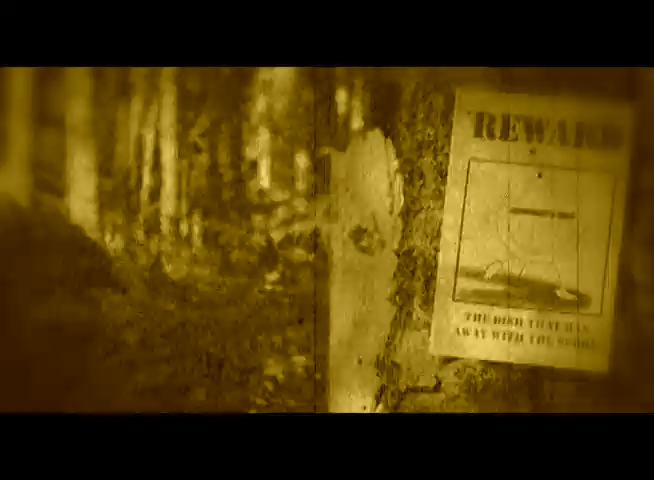 REWARD
THE DISH THAT RAN
AWAY WITH THE SPOON